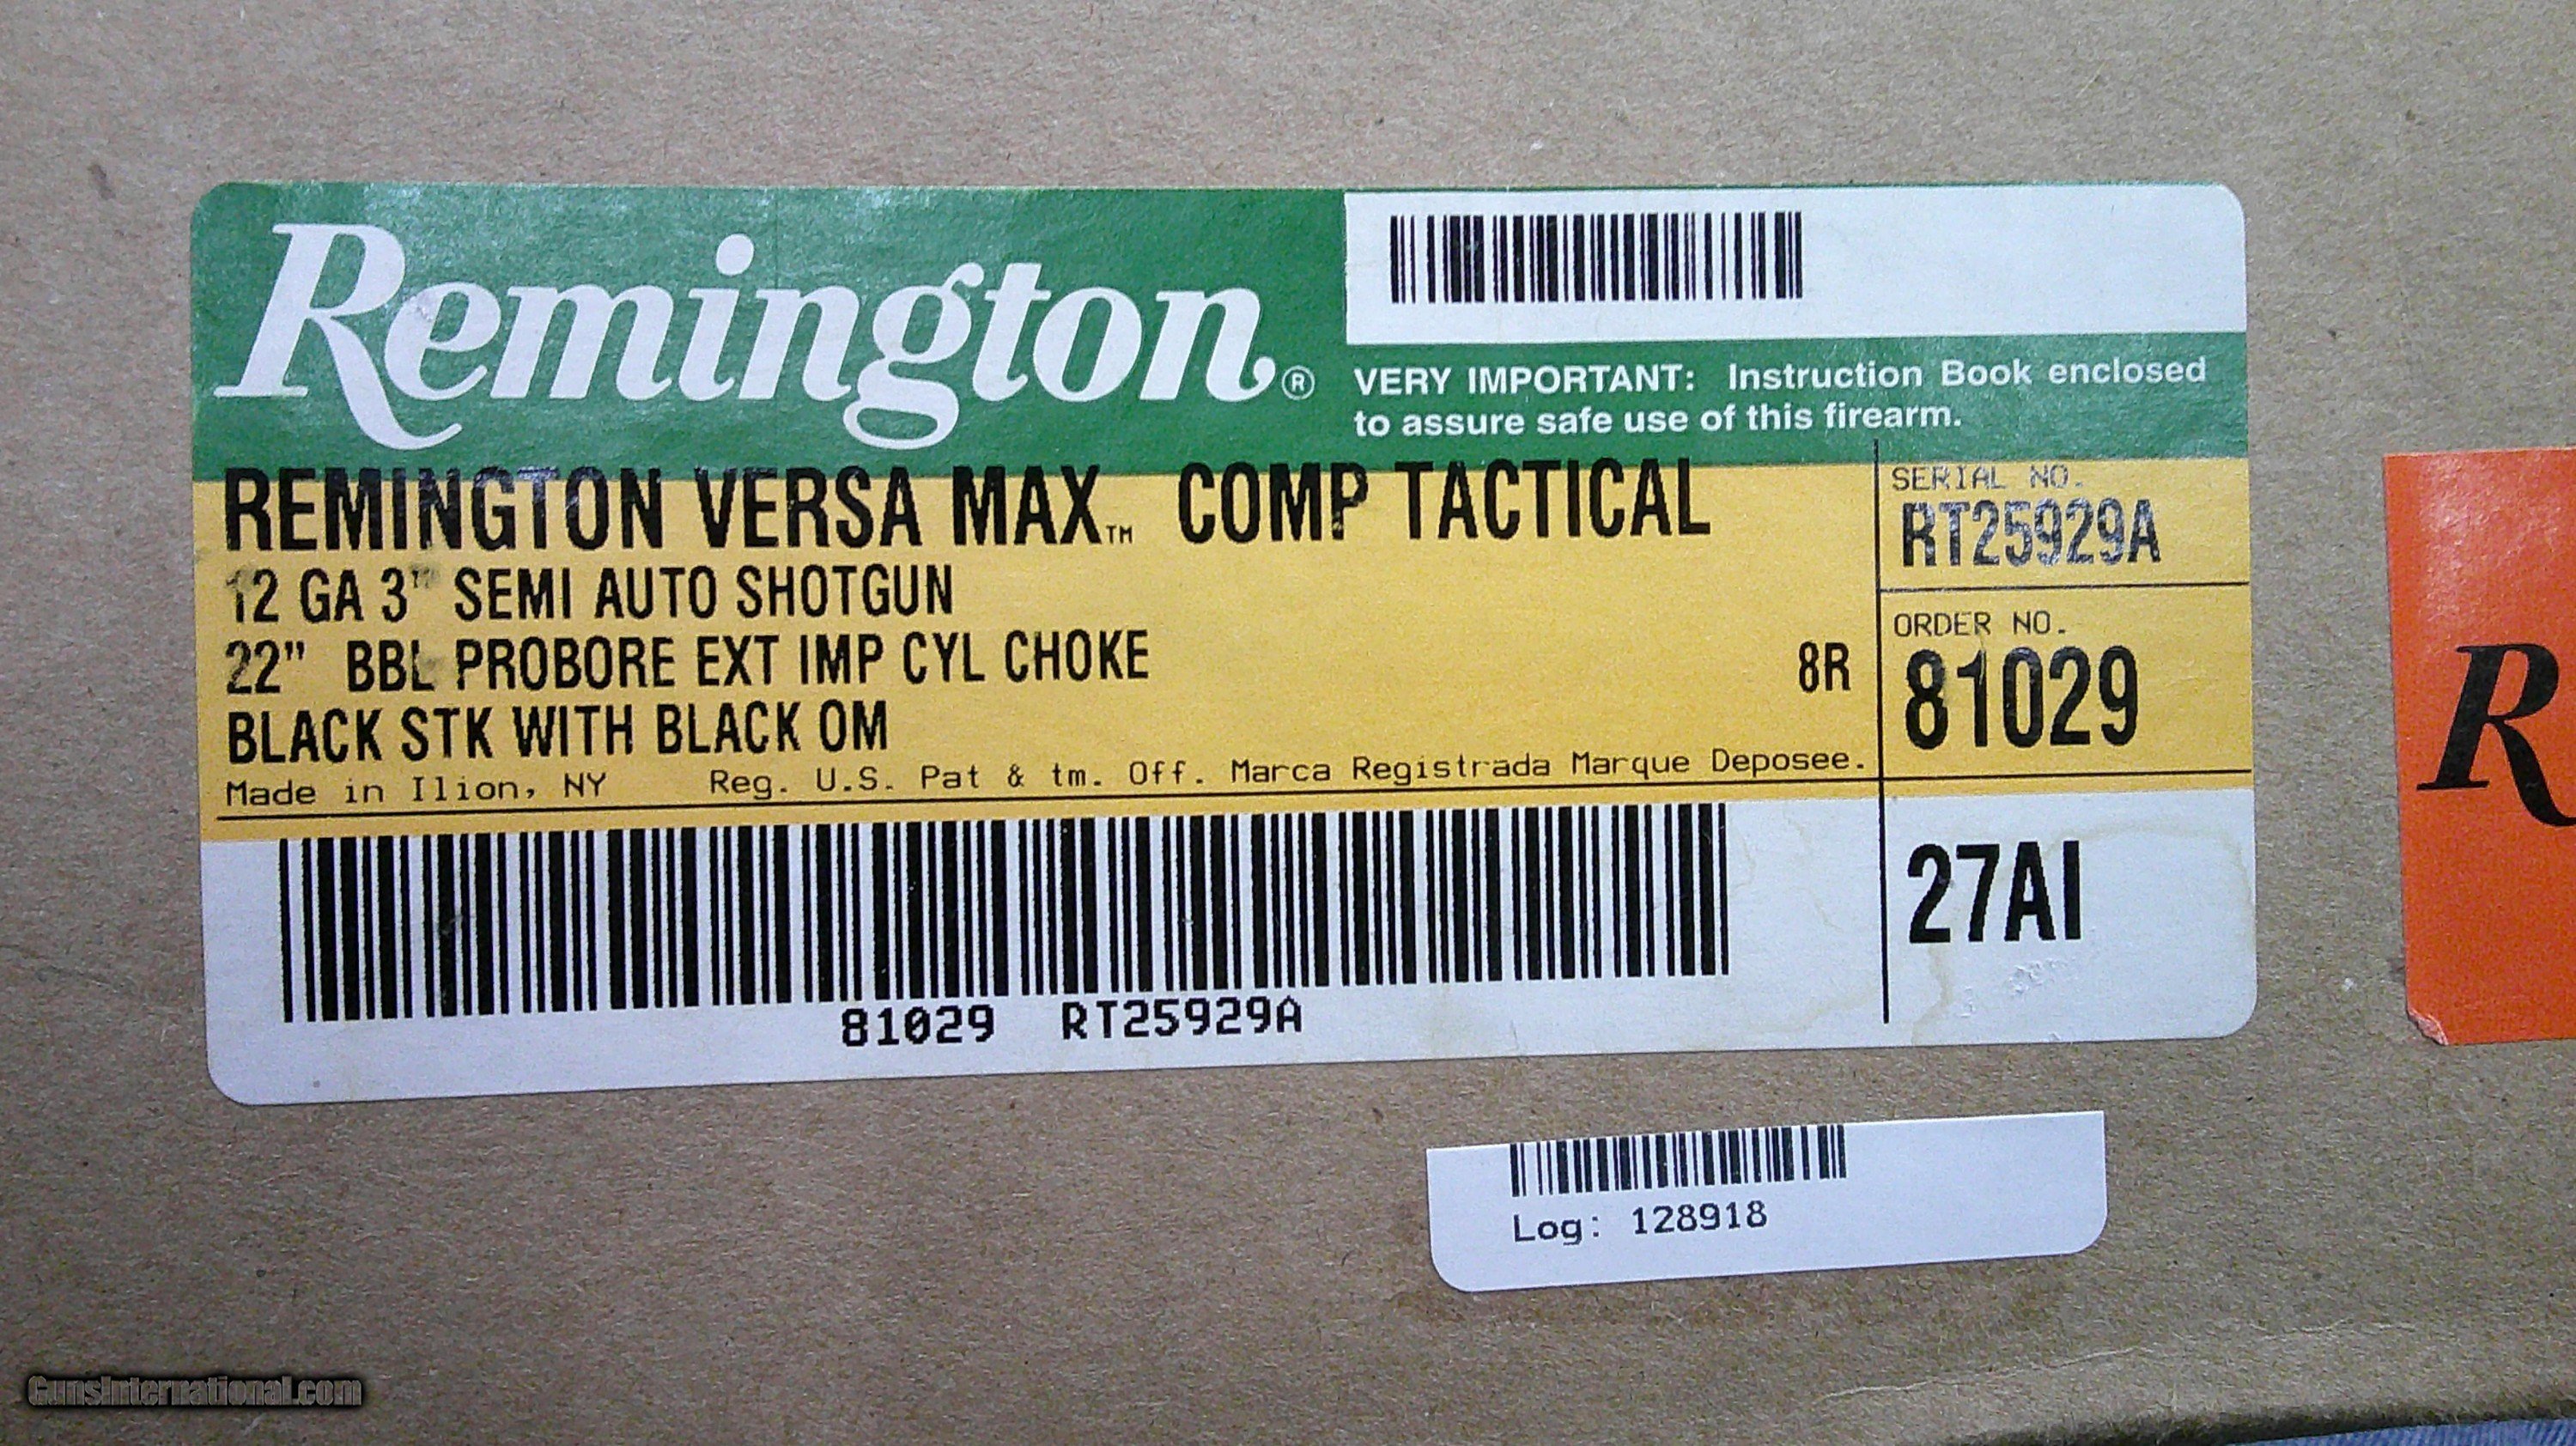 Remington®
VERY IMPORTANT: Instruction Book enclosed
to assure safe use of this firearm.
REMINGTON VERSA MAX™ COMP TACTICAL
12 GA 3" SEMI AUTO SHOTGUN
22" BBL PROBORE EXT IMP CYL CHOKE
8R
BLACK STK WITH BLACK OM
Made in Ilion, NY Reg. U.S. Pat & tm. Off. Marca Registrada Marque Deposee.
SERIAL NO.
RT25929A
ORDER NO.
81029
27AI
81029 RT25929A
R
Log: 128918
GunsInternational.com